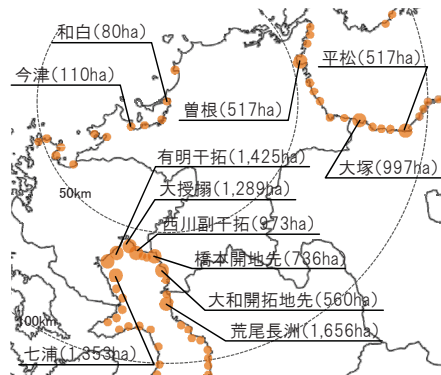 和白(80ha)
平松(517ha)
今津(110ha)
曽根(517ha)
有明干拓(1,425ha)
大塚(997ha)
大授搦(1,289ha)
50km
西川副干拓(973ha)
橋本開地先(736ha)
大和開拓地先(560ha)
100km
荒尾長洲(1,656ha)
七浦(1,353ha)